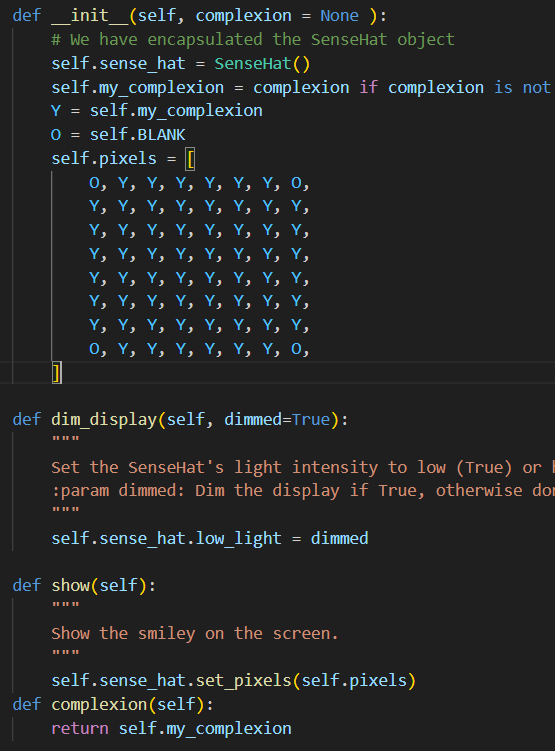 def __init__(self, complexion = None ):
    # We have encapsulated the SenseHat object
    self.sense_hat = SenseHat()
    self.my_complexion = complexion if complexion is not
    Y = self.my_complexion
    O = self.BLANK
    self.pixels = [
        O, Y, Y, Y, Y, Y, Y, O,
        Y, Y, Y, Y, Y, Y, Y, Y,
        Y, Y, Y, Y, Y, Y, Y, Y,
        Y, Y, Y, Y, Y, Y, Y, Y,
        Y, Y, Y, Y, Y, Y, Y, Y,
        Y, Y, Y, Y, Y, Y, Y, Y,
        Y, Y, Y, Y, Y, Y, Y, Y,
        O, Y, Y, Y, Y, Y, Y, O,
    ]

def dim_display(self, dimmed=True):
    """
    Set the SenseHat's light intensity to low (True) or
    :param dimmed: Dim the display if True, otherwise
    """
    self.sense_hat.low_light = dimmed

def show(self):
    """
    Show the smiley on the screen.
    """
    self.sense_hat.set_pixels(self.pixels)
def complexion(self):
    return self.my_complexion